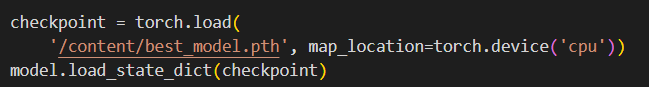 checkpoint = torch.load(
    '/content/best_model.pth', map_location=torch.device('cpu'))
model.load_state_dict(checkpoint)